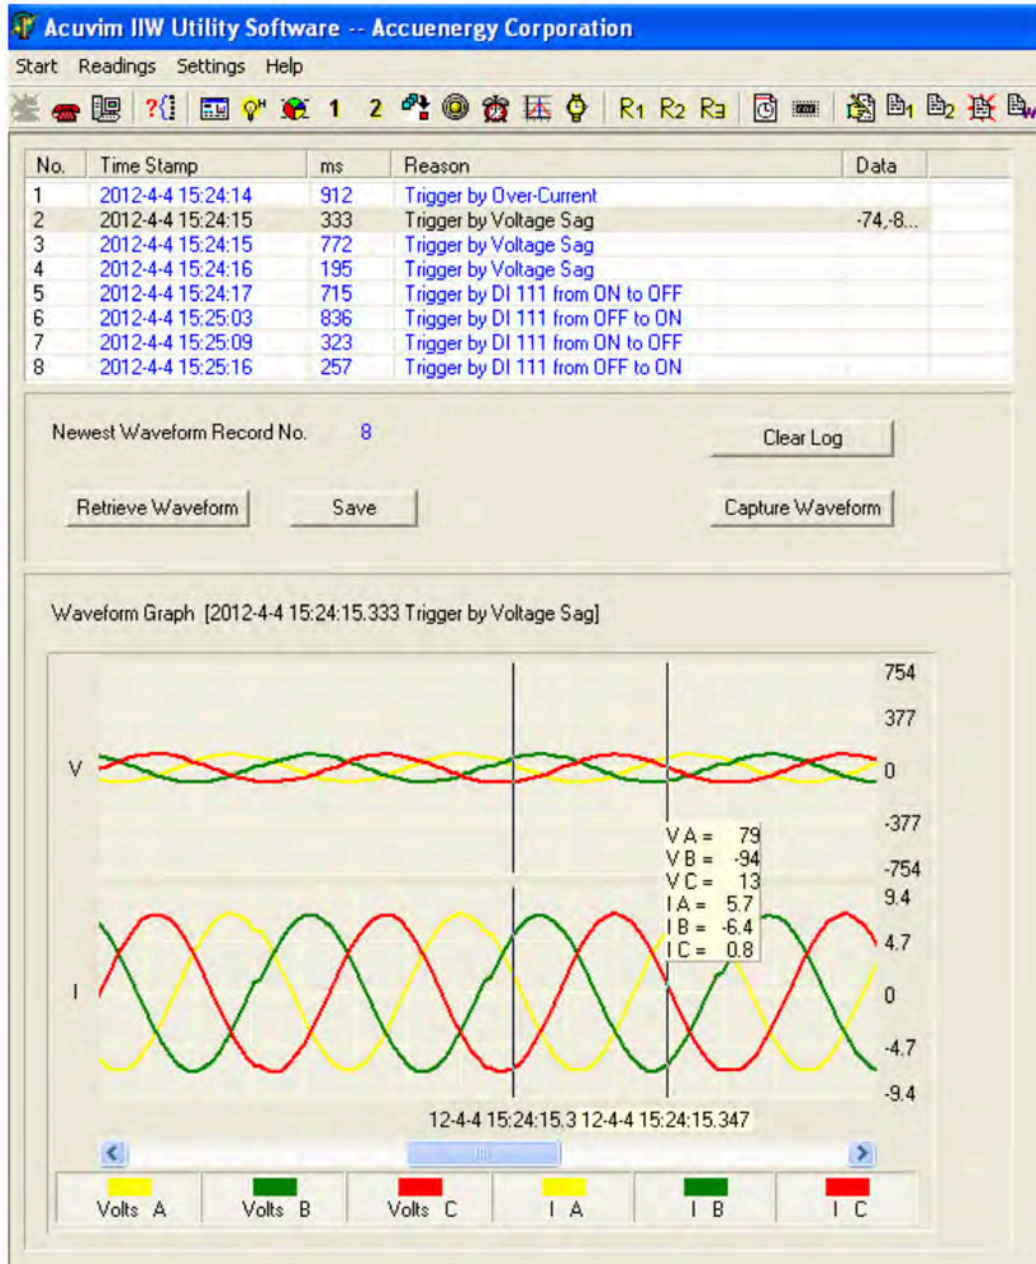 Acuvim IIW Utility Software -- Accuenergy Corporation
Start Readings Settings Help
?{} H 1 2 R1 R2 R3 1 2 W
No. Time Stamp ms Reason Data
1 2012-4-4 15:24:14 912 Trigger by Over-Current
2 2012-4-4 15:24:15 333 Trigger by Voltage Sag -74,-8...
3 2012-4-4 15:24:15 772 Trigger by Voltage Sag
4 2012-4-4 15:24:16 195 Trigger by Voltage Sag
5 2012-4-4 15:24:17 715 Trigger by DI 111 from ON to OFF
6 2012-4-4 15:25:03 836 Trigger by DI 111 from OFF to ON
7 2012-4-4 15:25:09 323 Trigger by DI 111 from ON to OFF
8 2012-4-4 15:25:16 257 Trigger by DI 111 from OFF to ON
Newest Waveform Record No. 8
Clear Log
Retrieve Waveform Save Capture Waveform
Waveform Graph [2012-4-4 15:24:15.333 Trigger by Voltage Sag]
754
377
V 0
-377
-754
V A = 79
V B = -94
V C = 13
I A = 5.7
I B = -6.4
I C = 0.8
9.4
4.7
I 0
-4.7
-9.4
12-4-4 15:24:15.3 12-4-4 15:24:15.347
Volts A Volts B Volts C I A I B I C